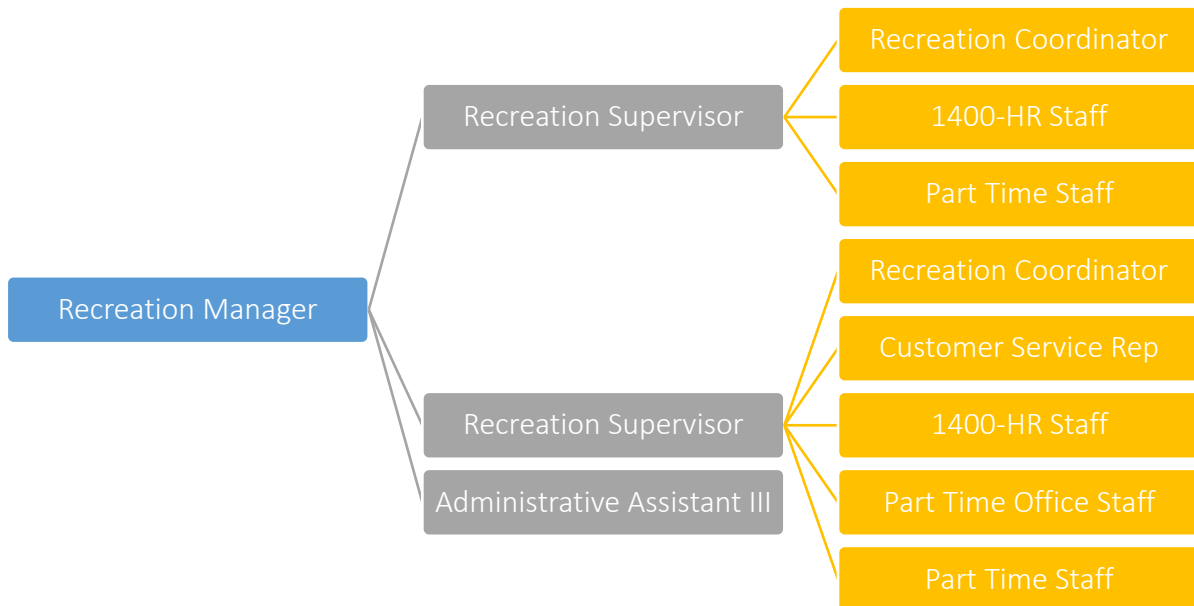 Recreation Manager
Recreation Supervisor
Recreation Coordinator
1400-HR Staff
Part Time Staff
Recreation Supervisor
Recreation Coordinator
Customer Service Rep
1400-HR Staff
Part Time Office Staff
Part Time Staff
Administrative Assistant III